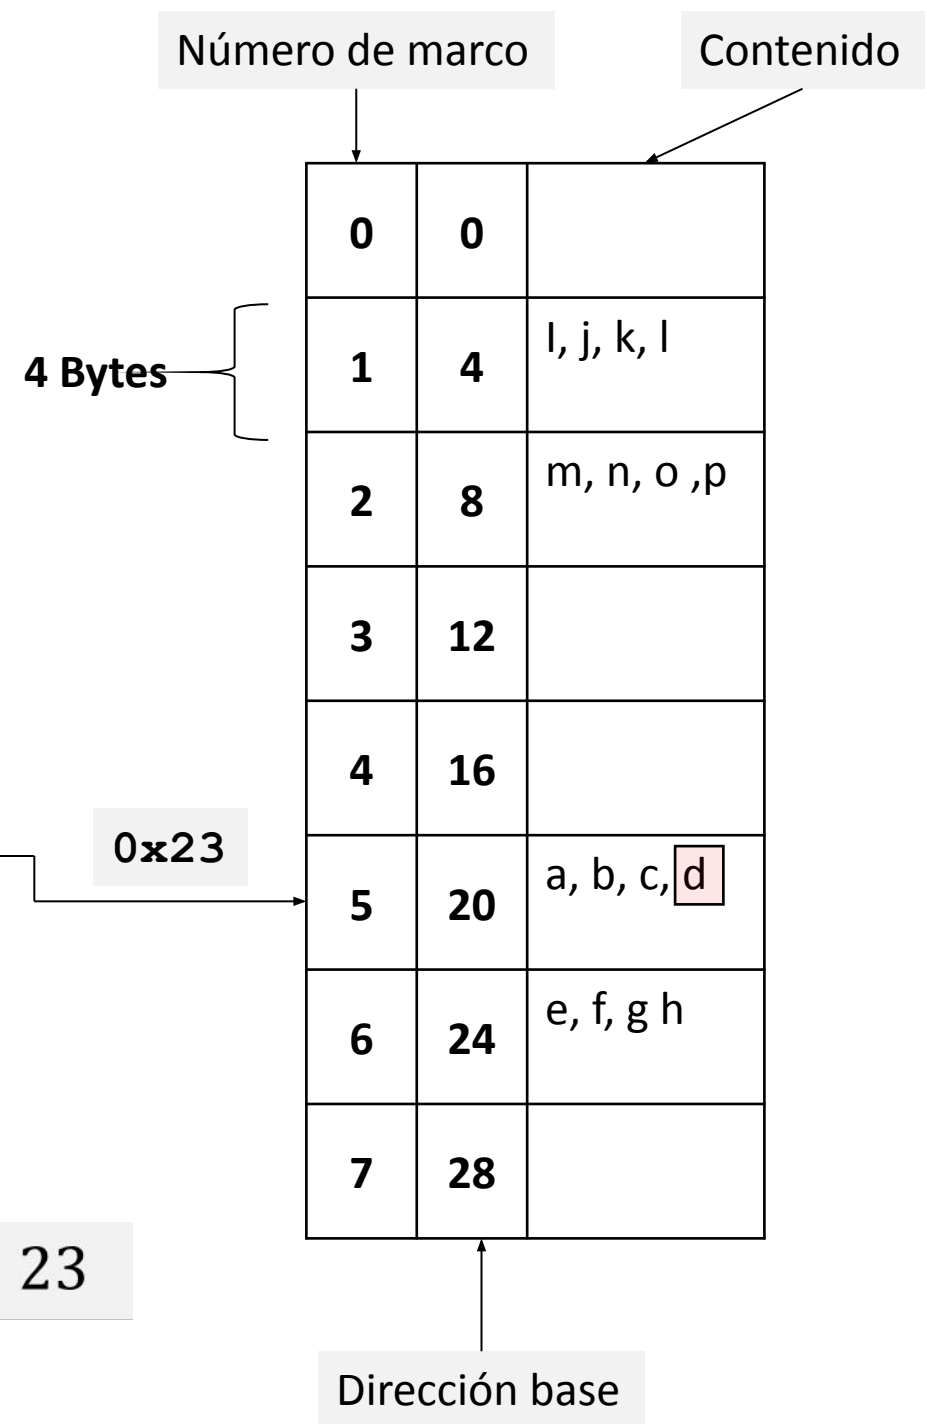 Número de marco Contenido
0 0
4 Bytes 1 4 I, j, k, l
2 8 m, n, o ,p
3 12
4 16
0x23
5 20 a, b, c, d
6 24 e, f, g h
7 28
23
Dirección base